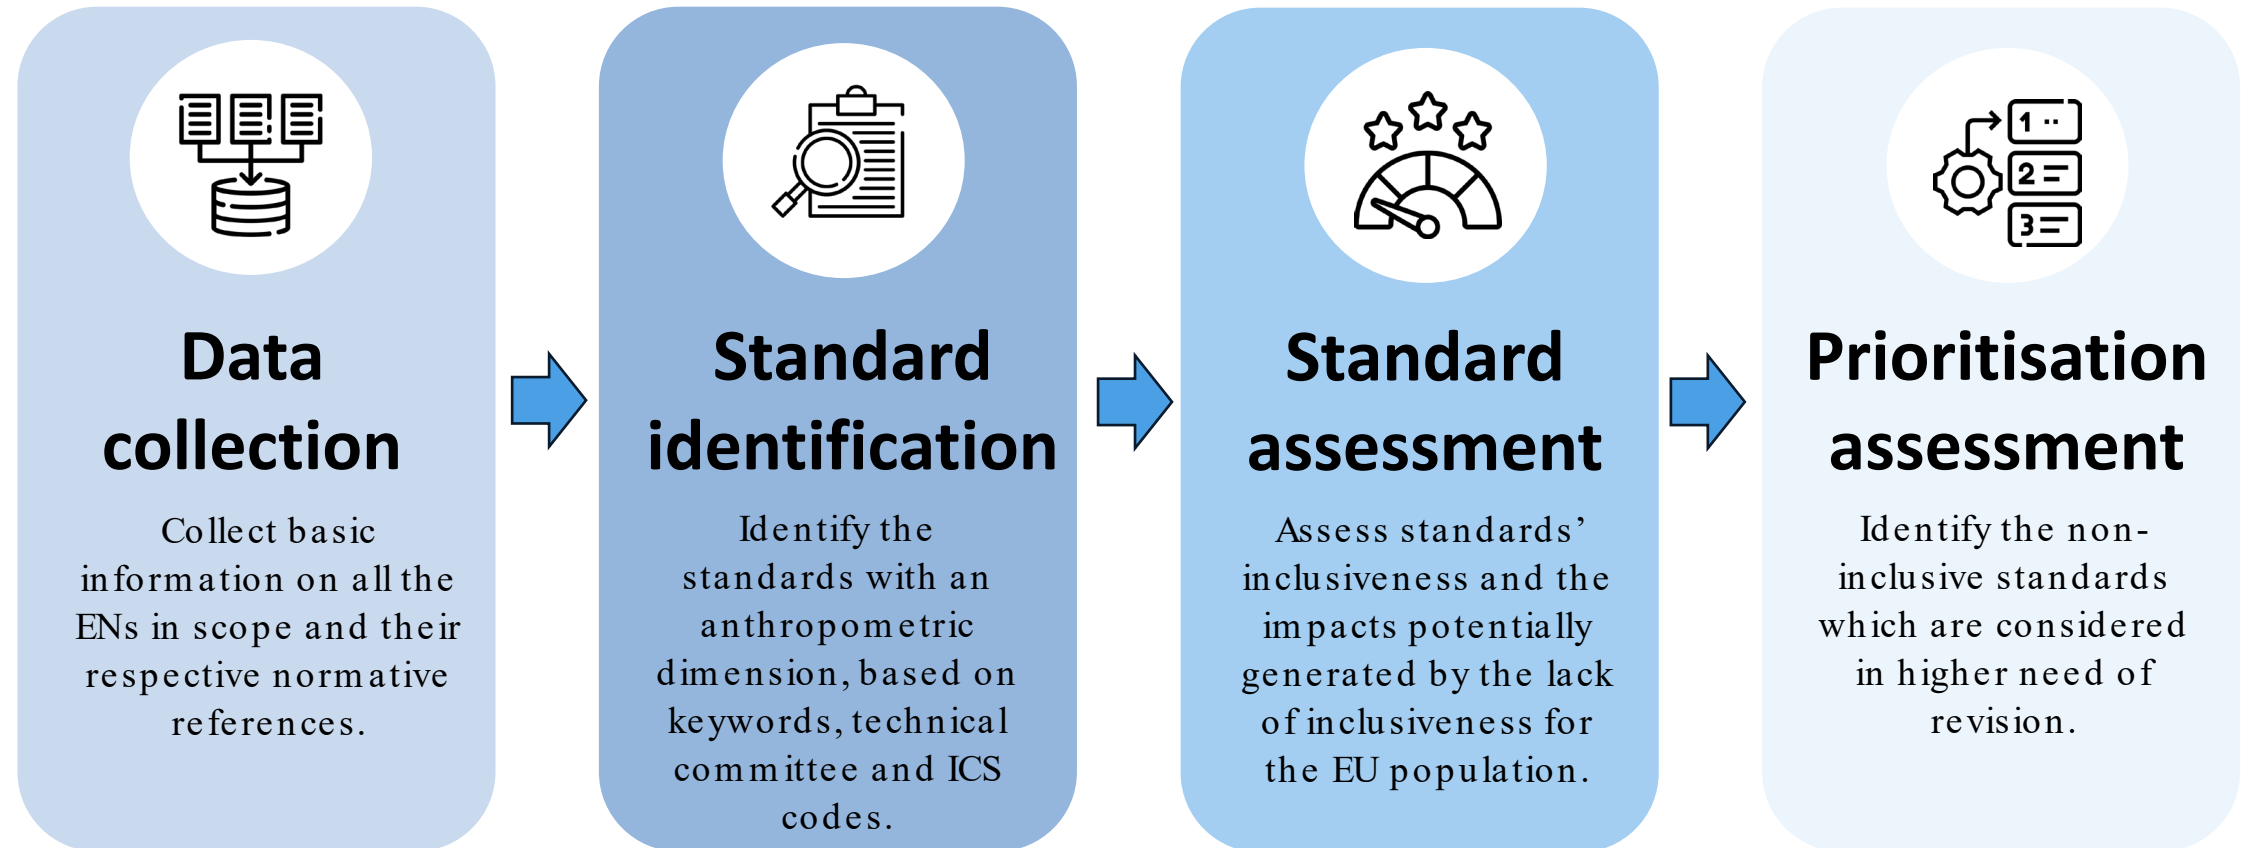 Data
collection
Collect basic
information on all the
ENs in scope and their
respective normative
references.
Standard
identification
Identify the
standards with an
anthropometric
dimension, based on
keywords, technical
committee and ICS
codes.
Standard
assessment
Assess standards’
inclusiveness and the
impacts potentially
generated by the lack
of inclusiveness for
the EU population.
1
2
3
Prioritisation
assessment
Identify the non-
inclusive standards
which are considered
in higher need of
revision.